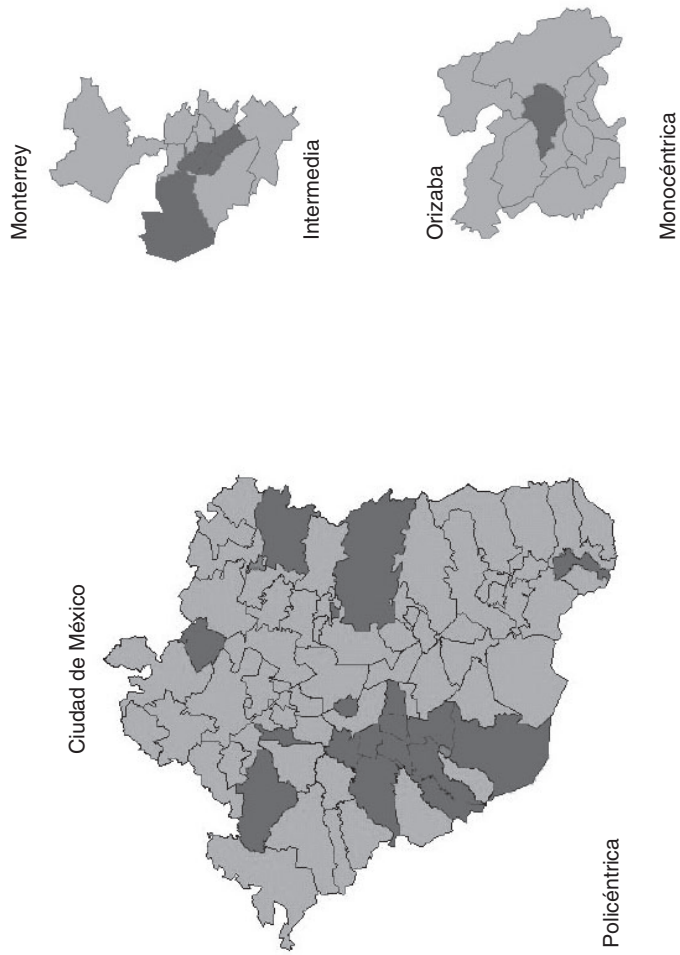 Ciudad de México
Policéntrica
Monterrey
Intermedia
Orizaba
Monocéntrica